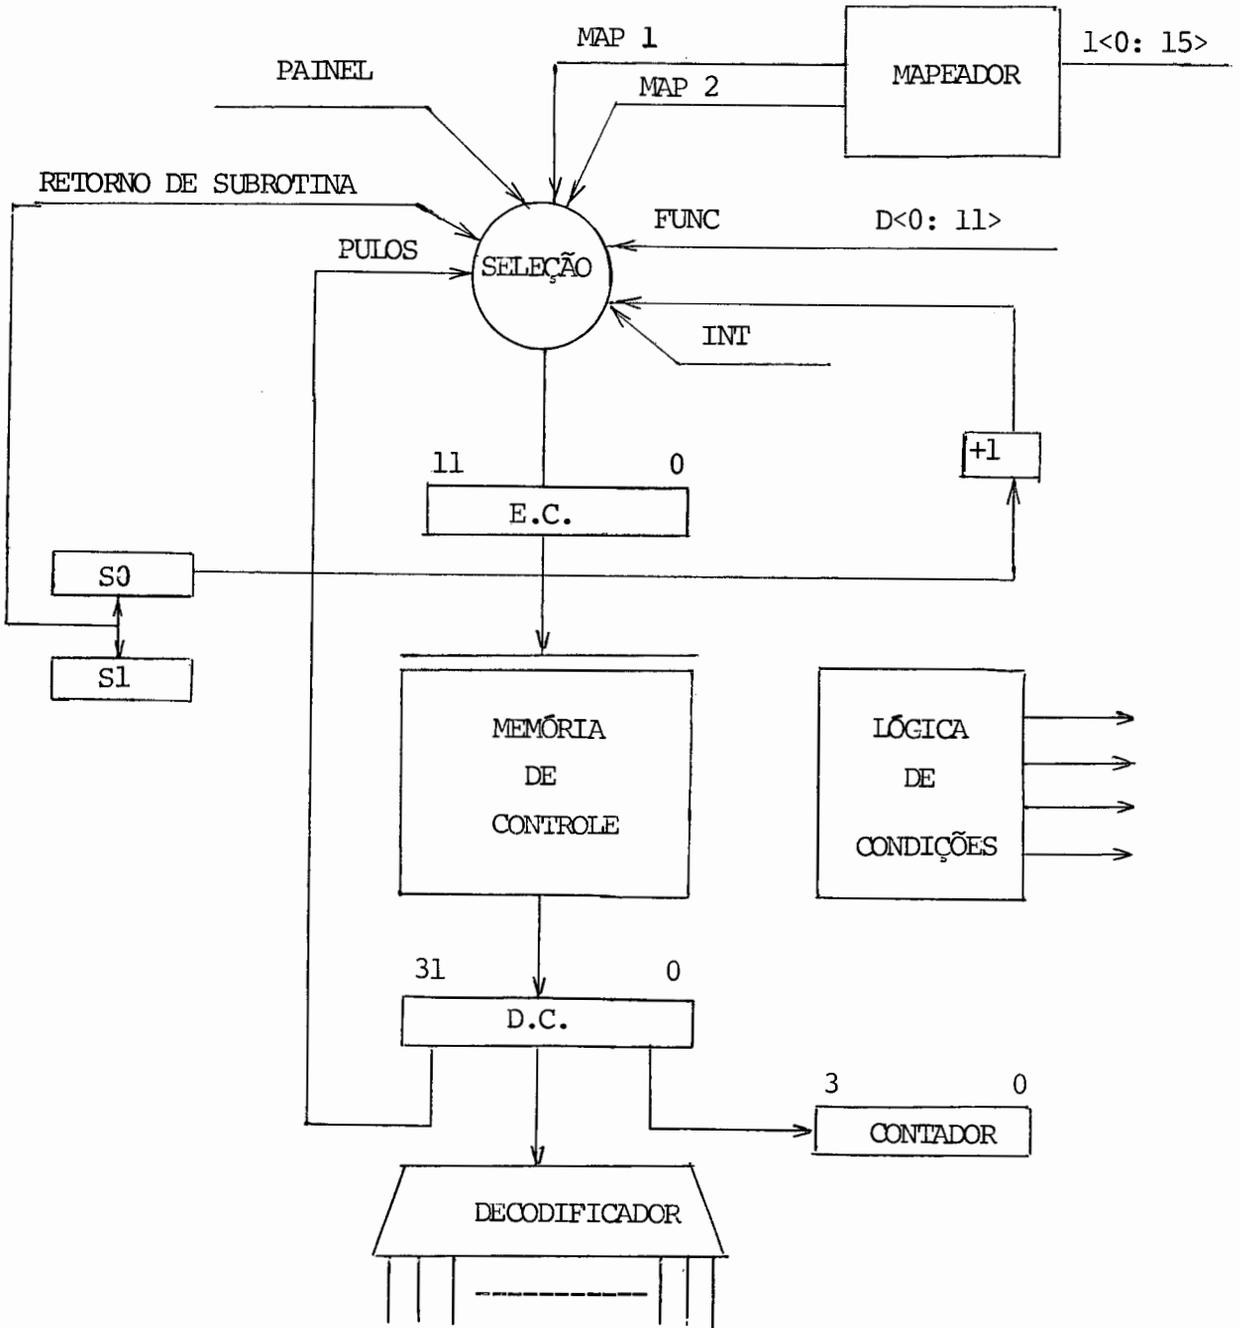 MAP 1
1<0: 15>
PAINEL
MAPEADOR
MAP 2
RETORNO DE SUBROTINA
FUNC
D<0: 11>
PULOS
SELEÇÃO
INT
+1
11
0
E.C.
S0
S1
MEMÓRIA
DE
CONTROLE
LÓGICA
DE
CONDIÇÕES
31
0
D.C.
3
0
CONTADOR
DECODIFICADOR